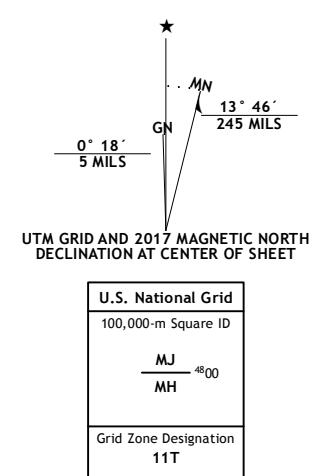 ★
MN
GN
13° 46´
245 MILS
0° 18´
5 MILS
UTM GRID AND 2017 MAGNETIC NORTH
DECLINATION AT CENTER OF SHEET
U.S. National Grid
100,000-m Square ID
MJ
4800
MH
Grid Zone Designation
11T